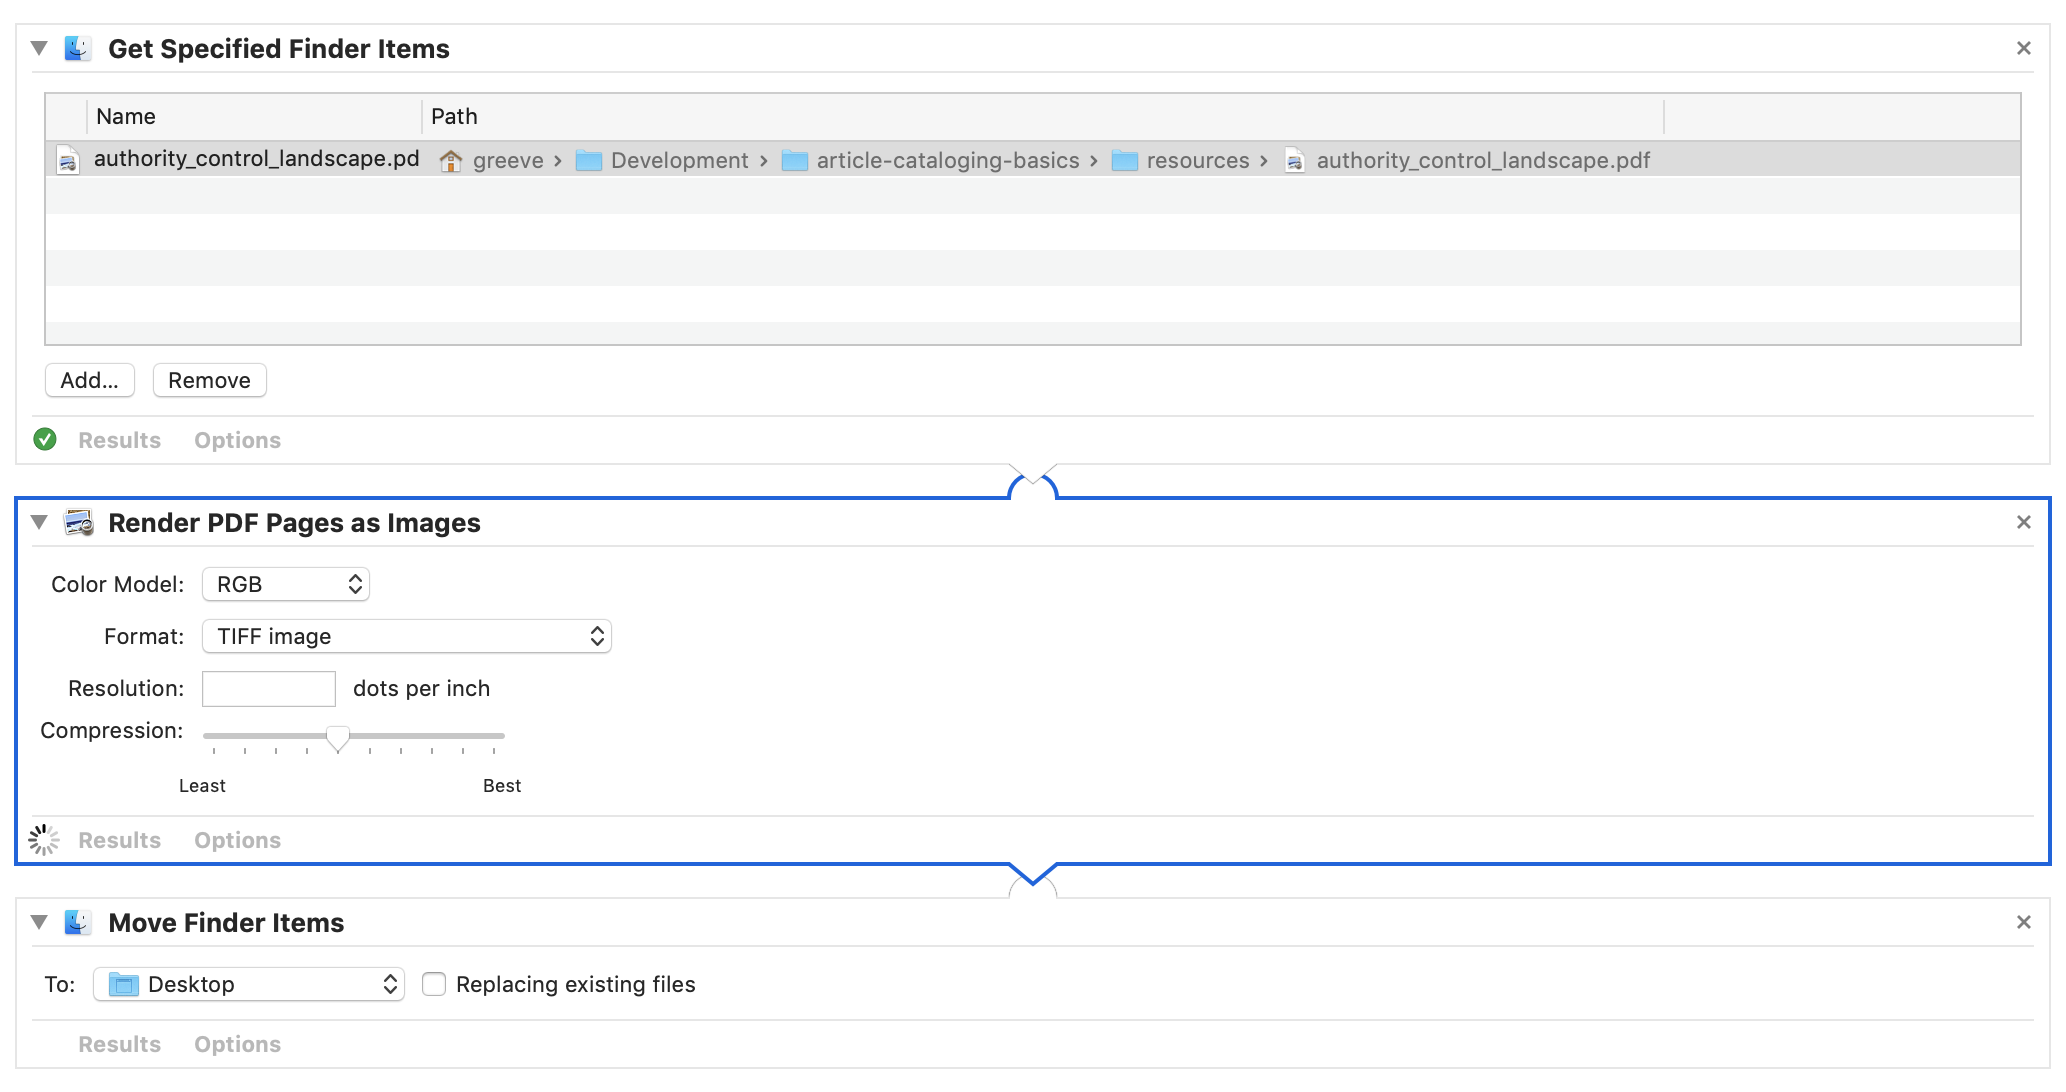 Get Specified Finder Items
Name Path
authority_control_landscape.pd greeve › Development › article-cataloging-basics › resources › authority_control_landscape.pdf
Add... Remove
Results Options
Render PDF Pages as Images
Color Model: RGB
Format: TIFF image
Resolution: dots per inch
Compression:
Least Best
Results Options
Move Finder Items
To: Desktop Replacing existing files
Results Options